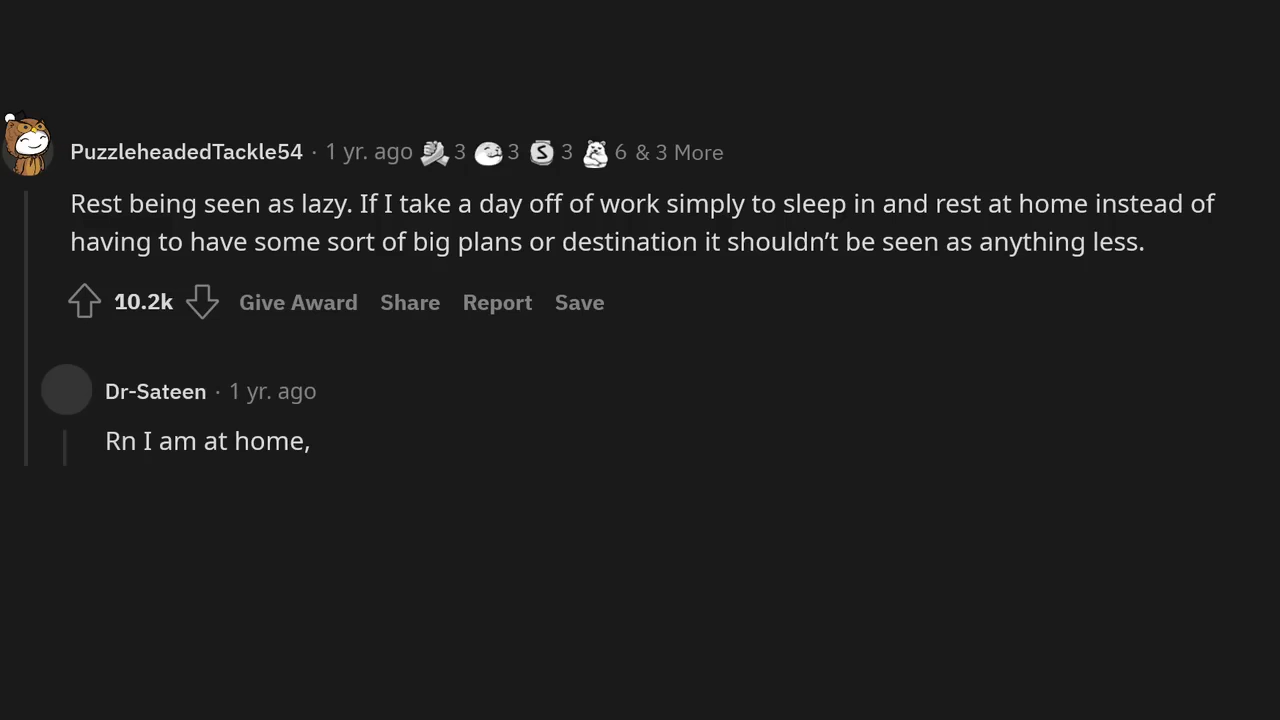 PuzzleheadedTackle54 · 1 yr. ago 3 3 S 3 6 & 3 More
Rest being seen as lazy. If I take a day off of work simply to sleep in and rest at home instead of
having to have some sort of big plans or destination it shouldn’t be seen as anything less.
10.2k Give Award Share Report Save
Dr-Sateen · 1 yr. ago
Rn I am at home,